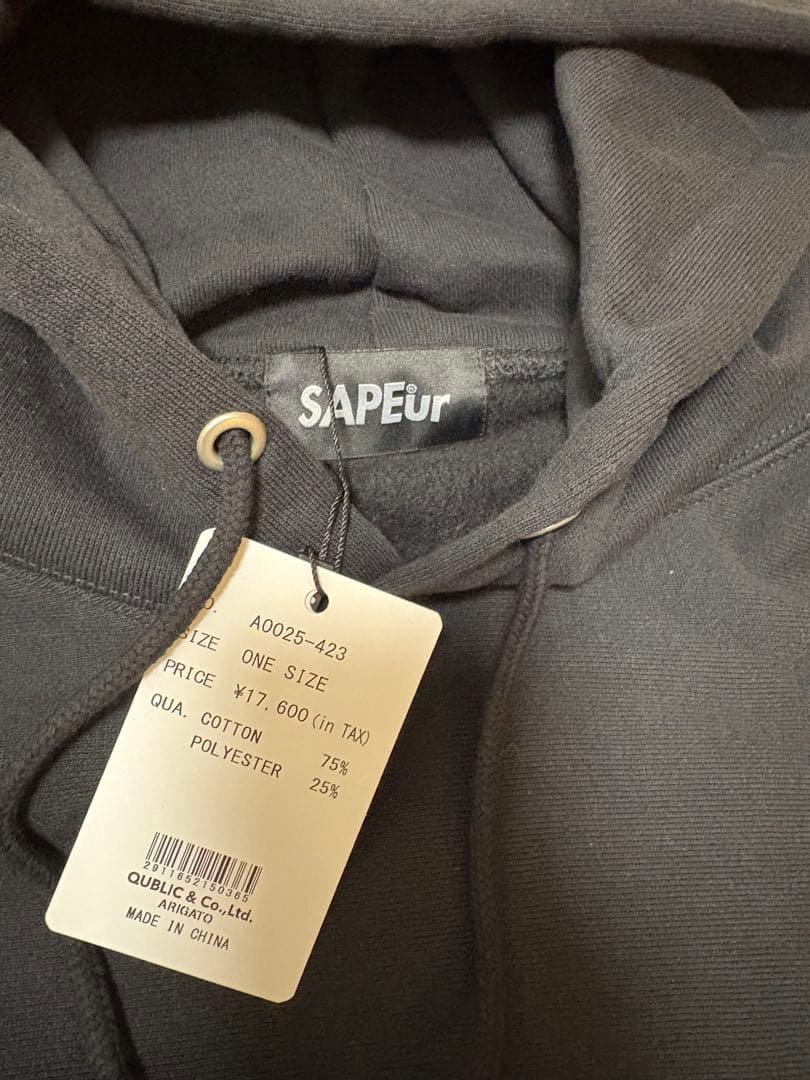 SAPEur®
O. A0025-423
SIZE ONE SIZE
PRICE ¥17,600(in TAX)
QUA. COTTON 75%
POLYESTER 25%
2911652150365
QUBLIC & Co.,Ltd.
ARIGATO
MADE IN CHINA